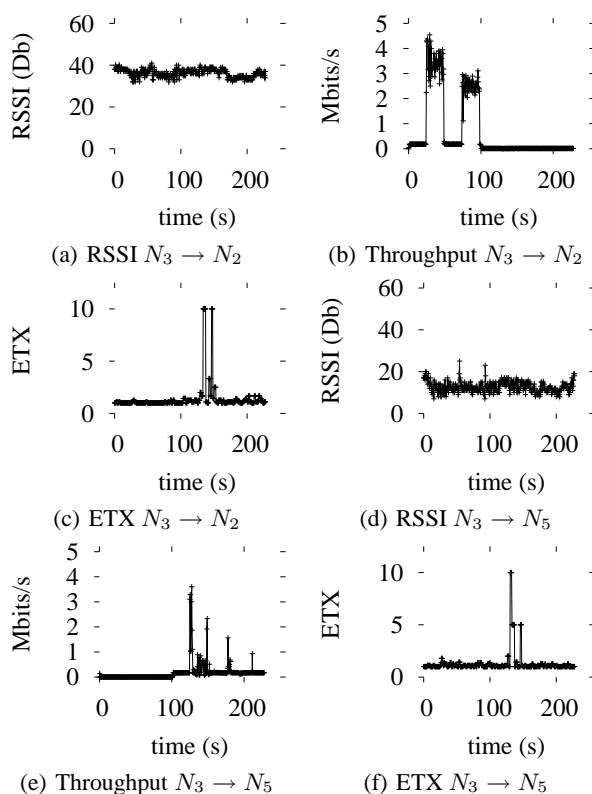 60
40
20
0
RSSI (Db)
0 100 200
time (s)
(a) RSSI N3 → N2
5
4
3
2
1
0
Mbits/s
0 100 200
time (s)
(b) Throughput N3 → N2
10
5
0
ETX
0 100 200
time (s)
(c) ETX N3 → N2
60
40
20
0
RSSI (Db)
0 100 200
time (s)
(d) RSSI N3 → N5
5
4
3
2
1
0
Mbits/s
0 100 200
time (s)
(e) Throughput N3 → N5
10
5
0
ETX
0 100 200
time (s)
(f) ETX N3 → N5